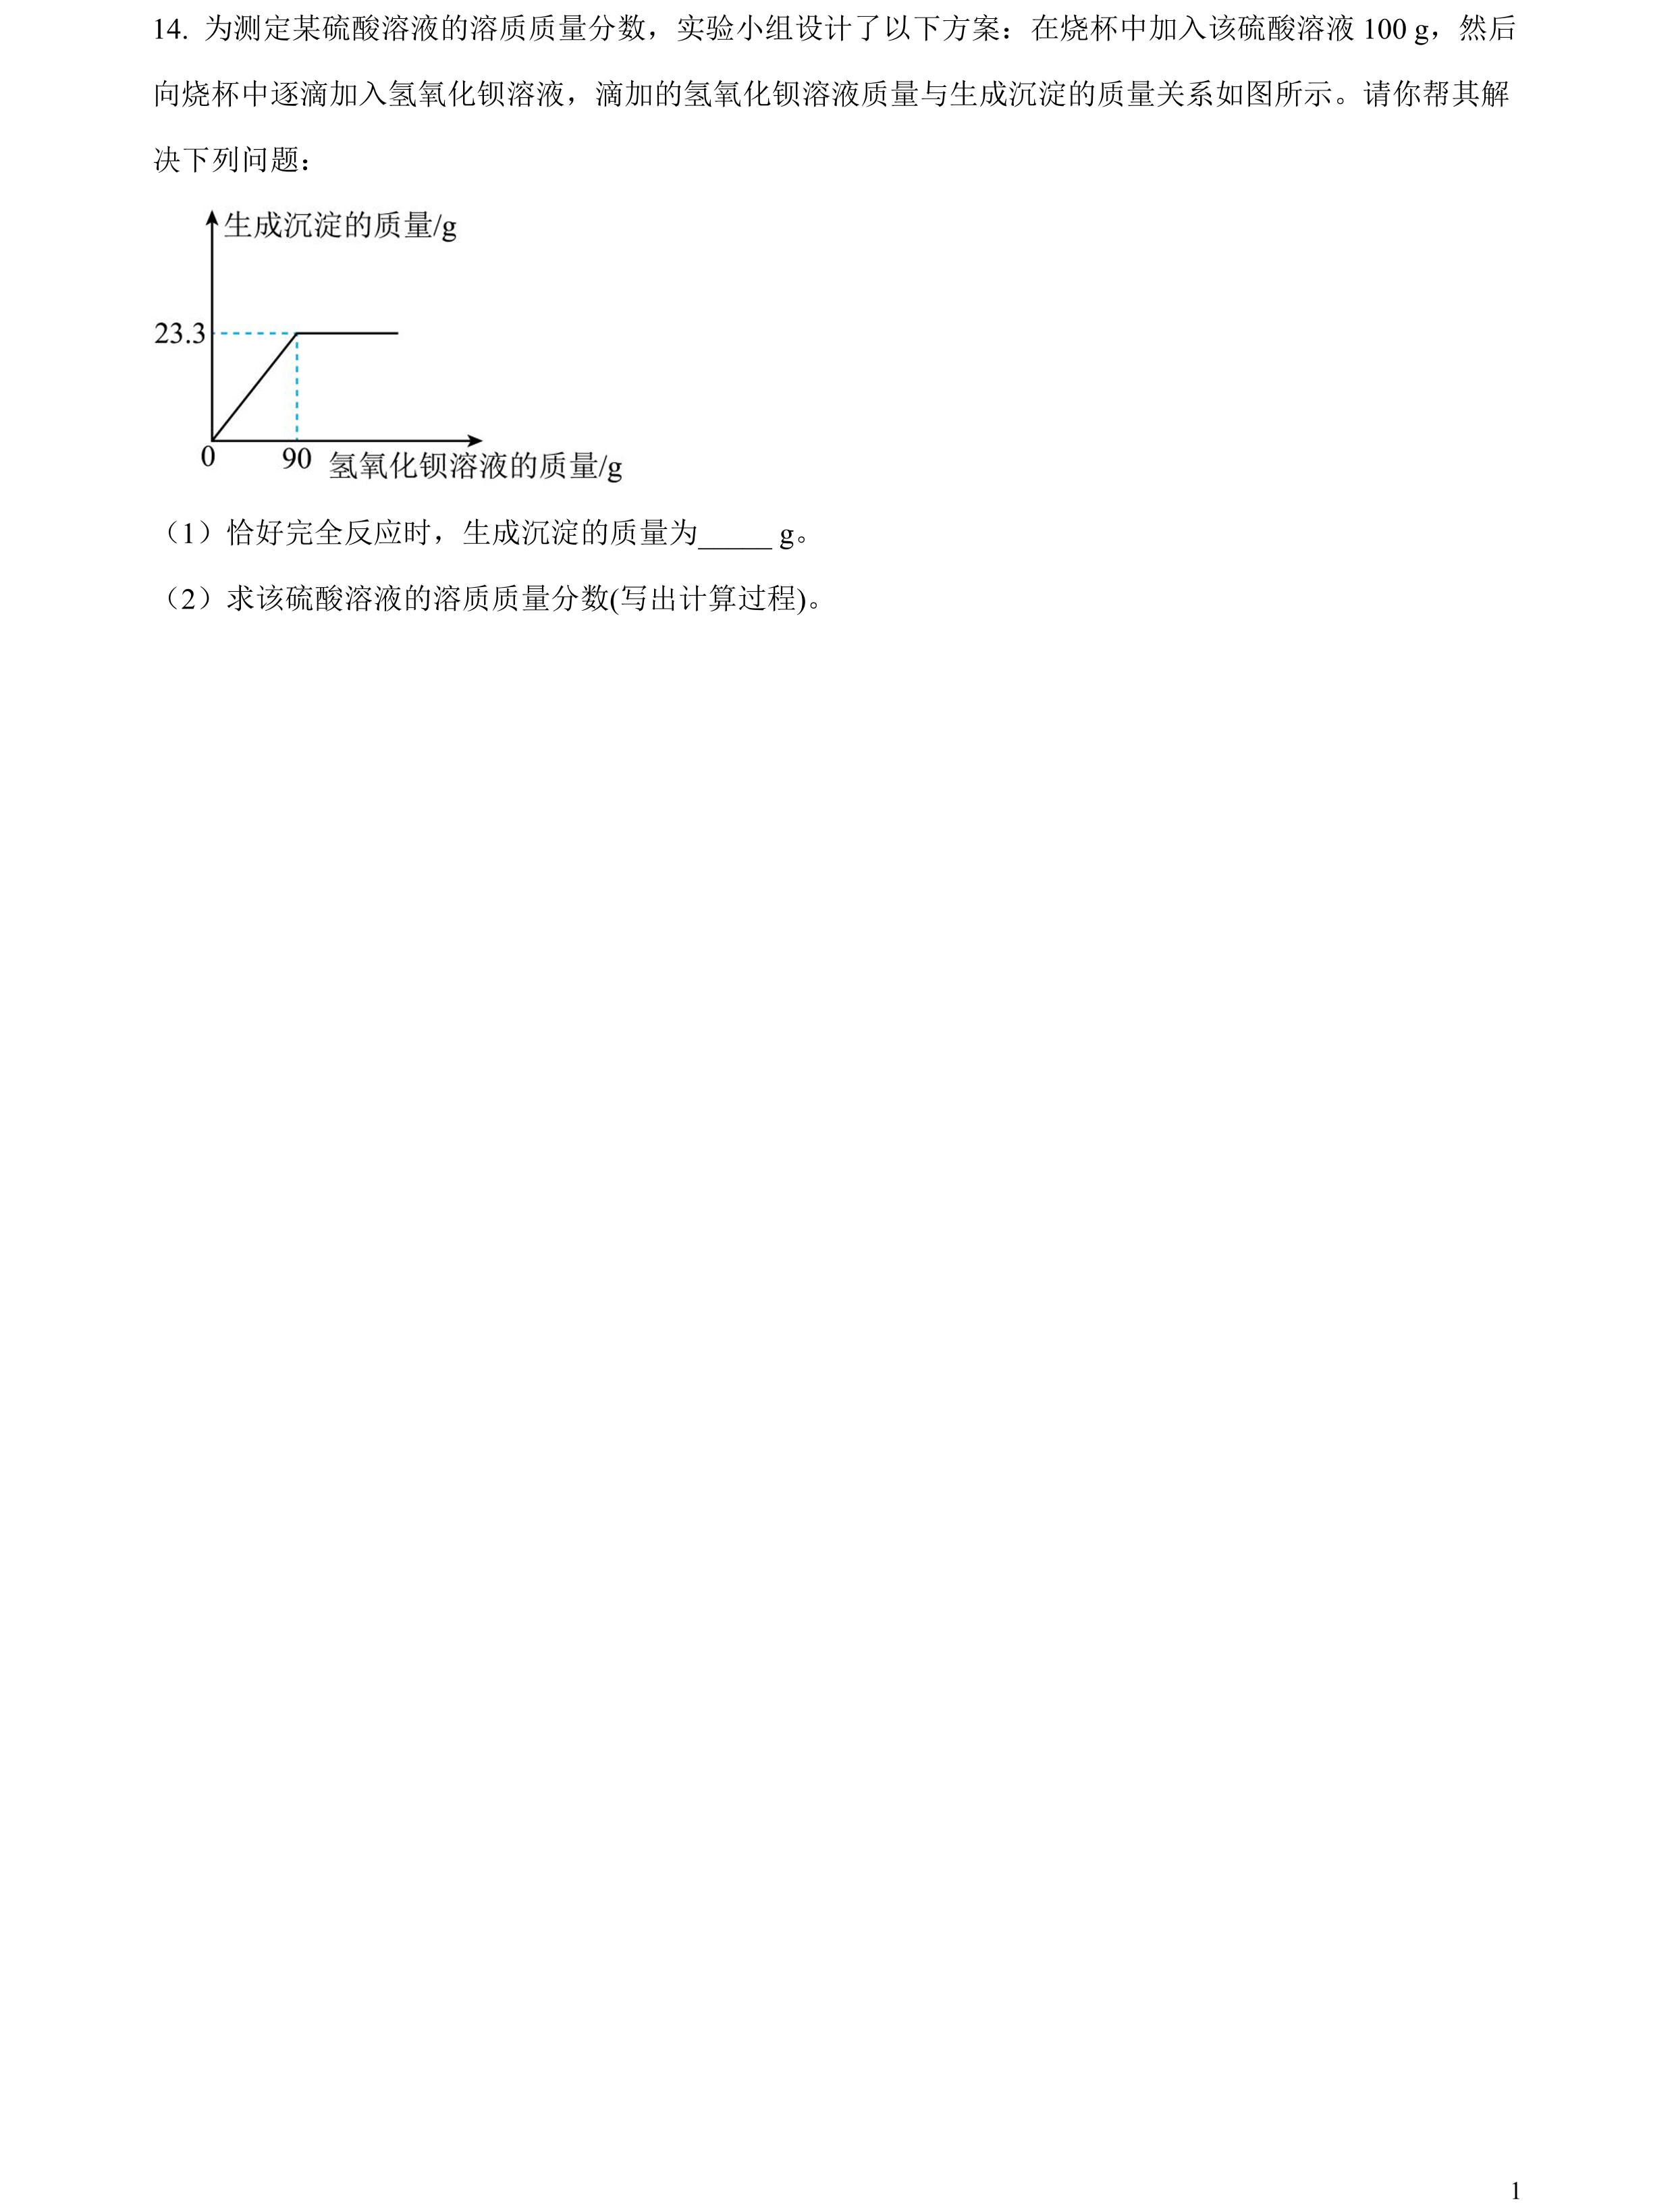 14. 为测定某硫酸溶液的溶质质量分数，实验小组设计了以下方案：在烧杯中加入该硫酸溶液 100 g，然后
向烧杯中逐滴加入氢氧化钡溶液，滴加的氢氧化钡溶液质量与生成沉淀的质量关系如图所示。请你帮其解
决下列问题：
生成沉淀的质量/g
23.3
0
90
氢氧化钡溶液的质量/g
（1）恰好完全反应时，生成沉淀的质量为_____ g。
（2）求该硫酸溶液的溶质质量分数(写出计算过程)。
1